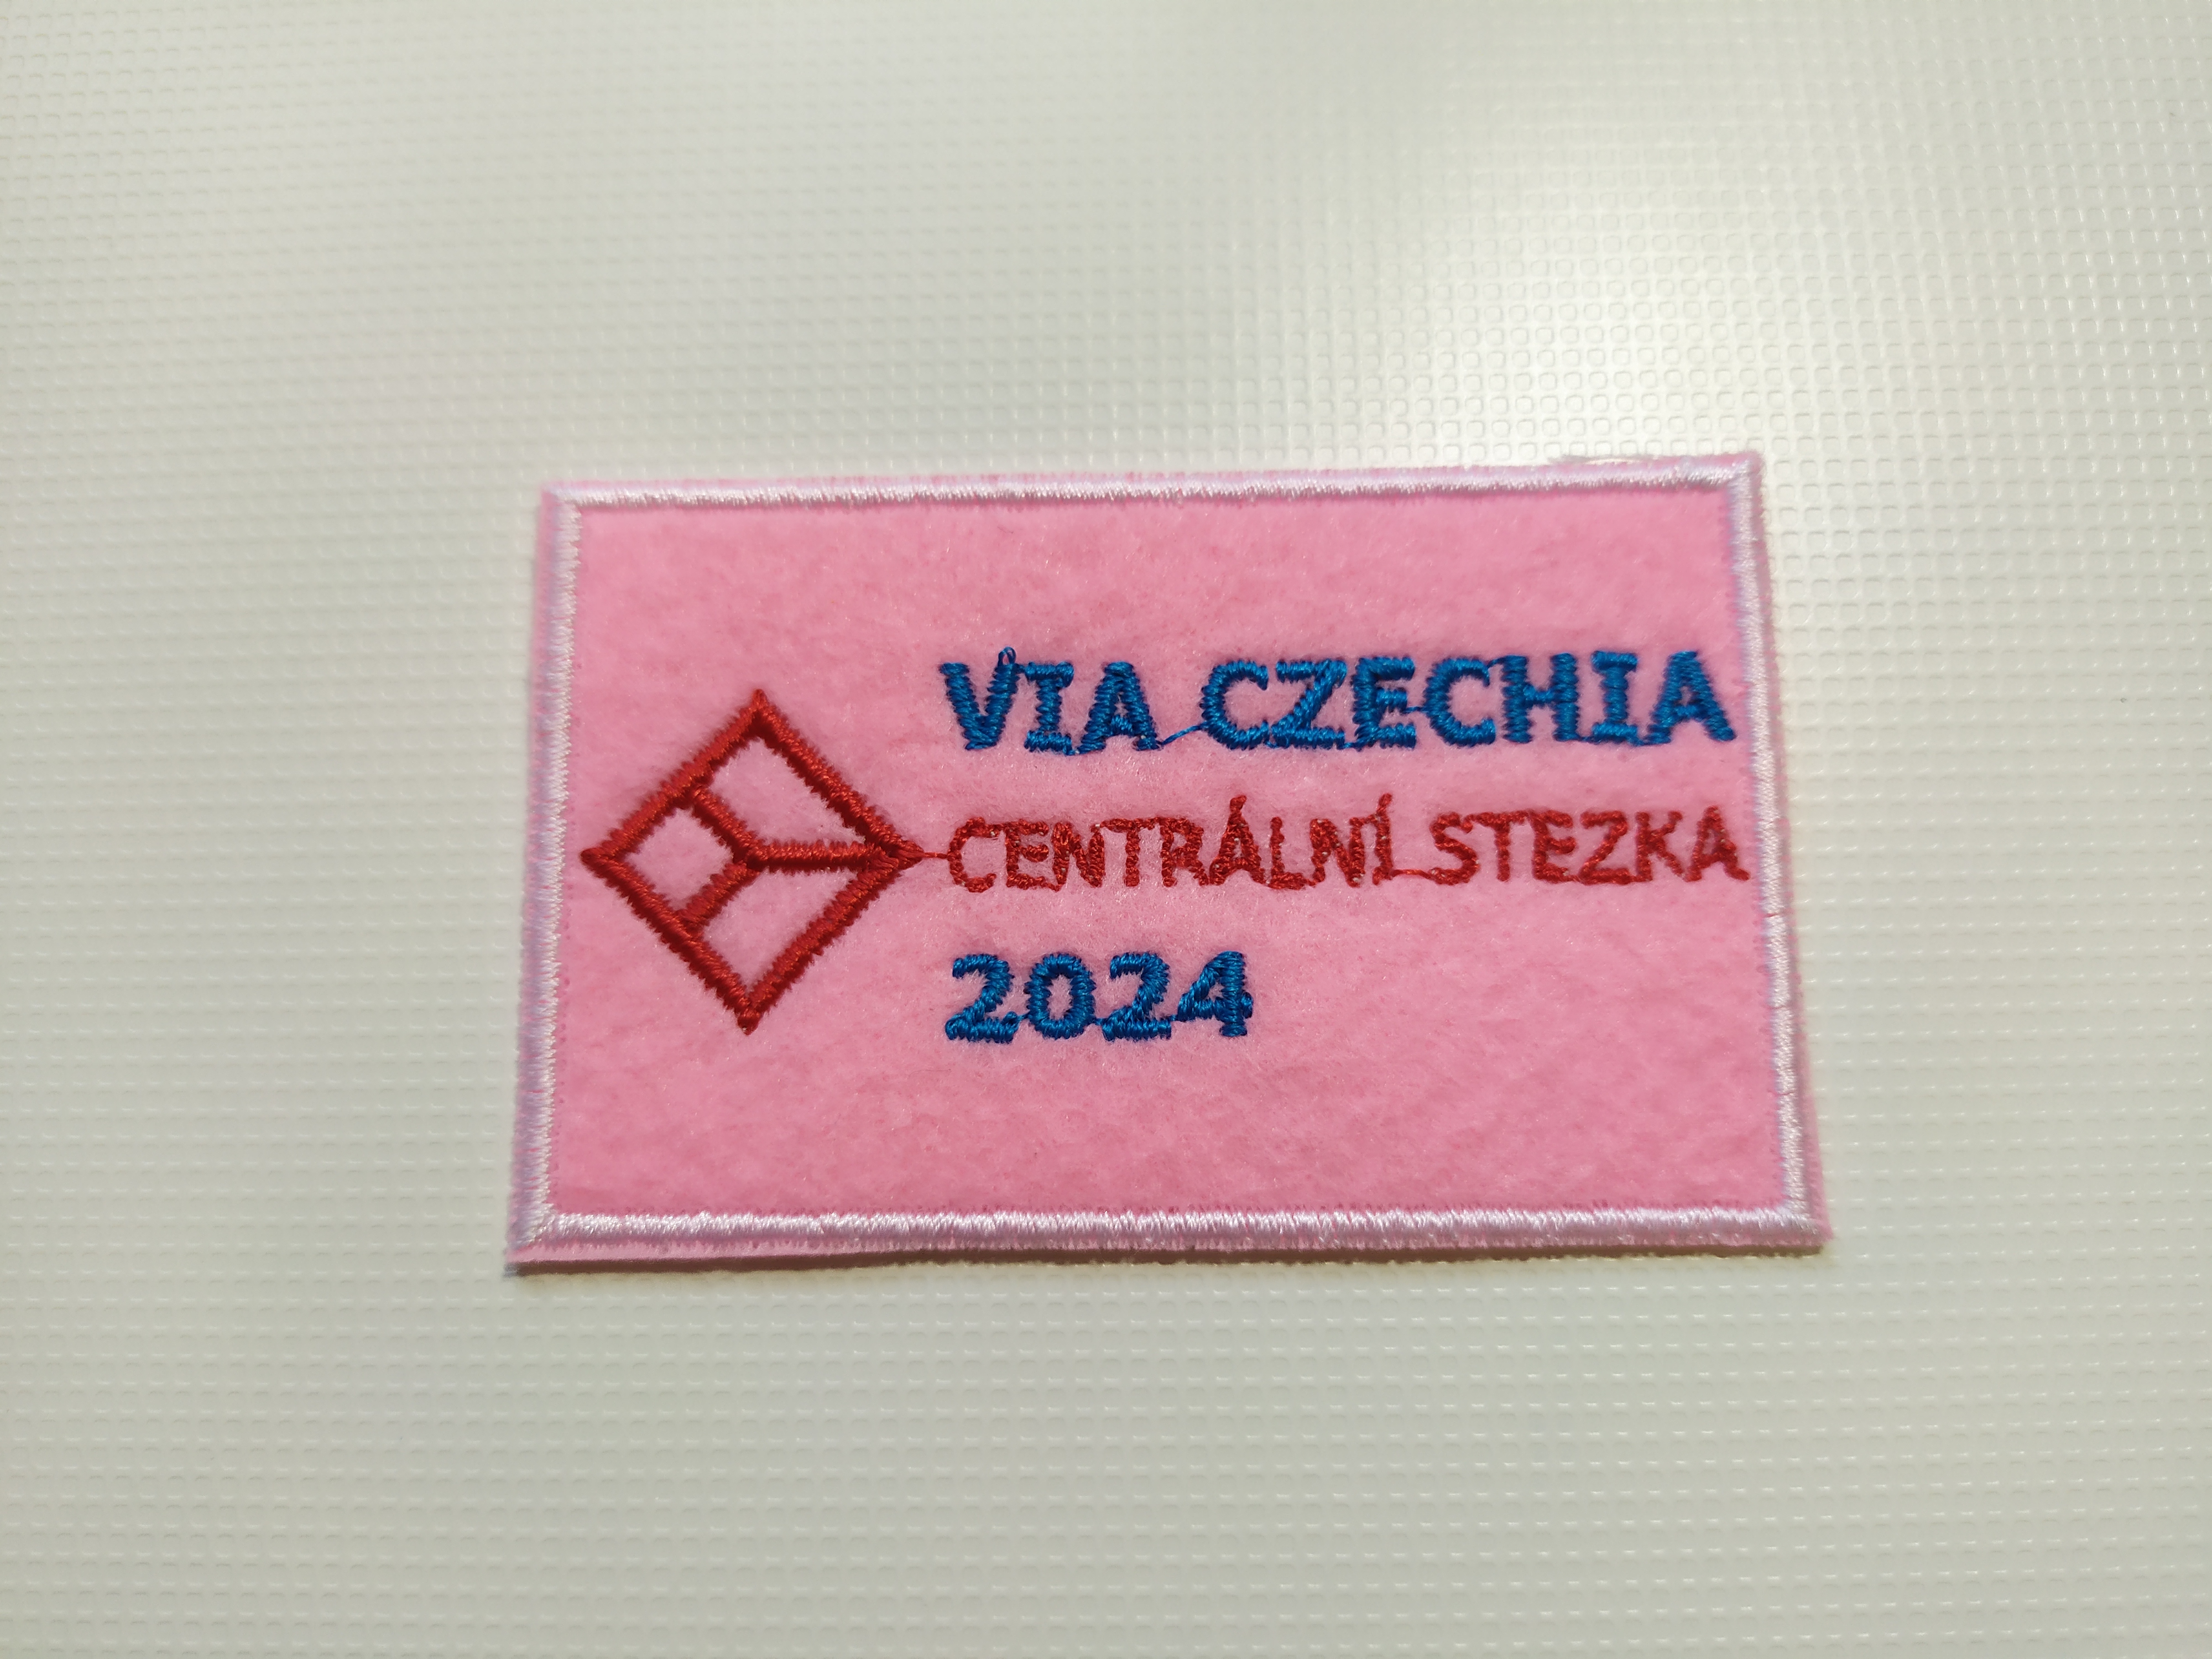 VIA CZECHIA
CENTRÁLNÍ STEZKA
2024